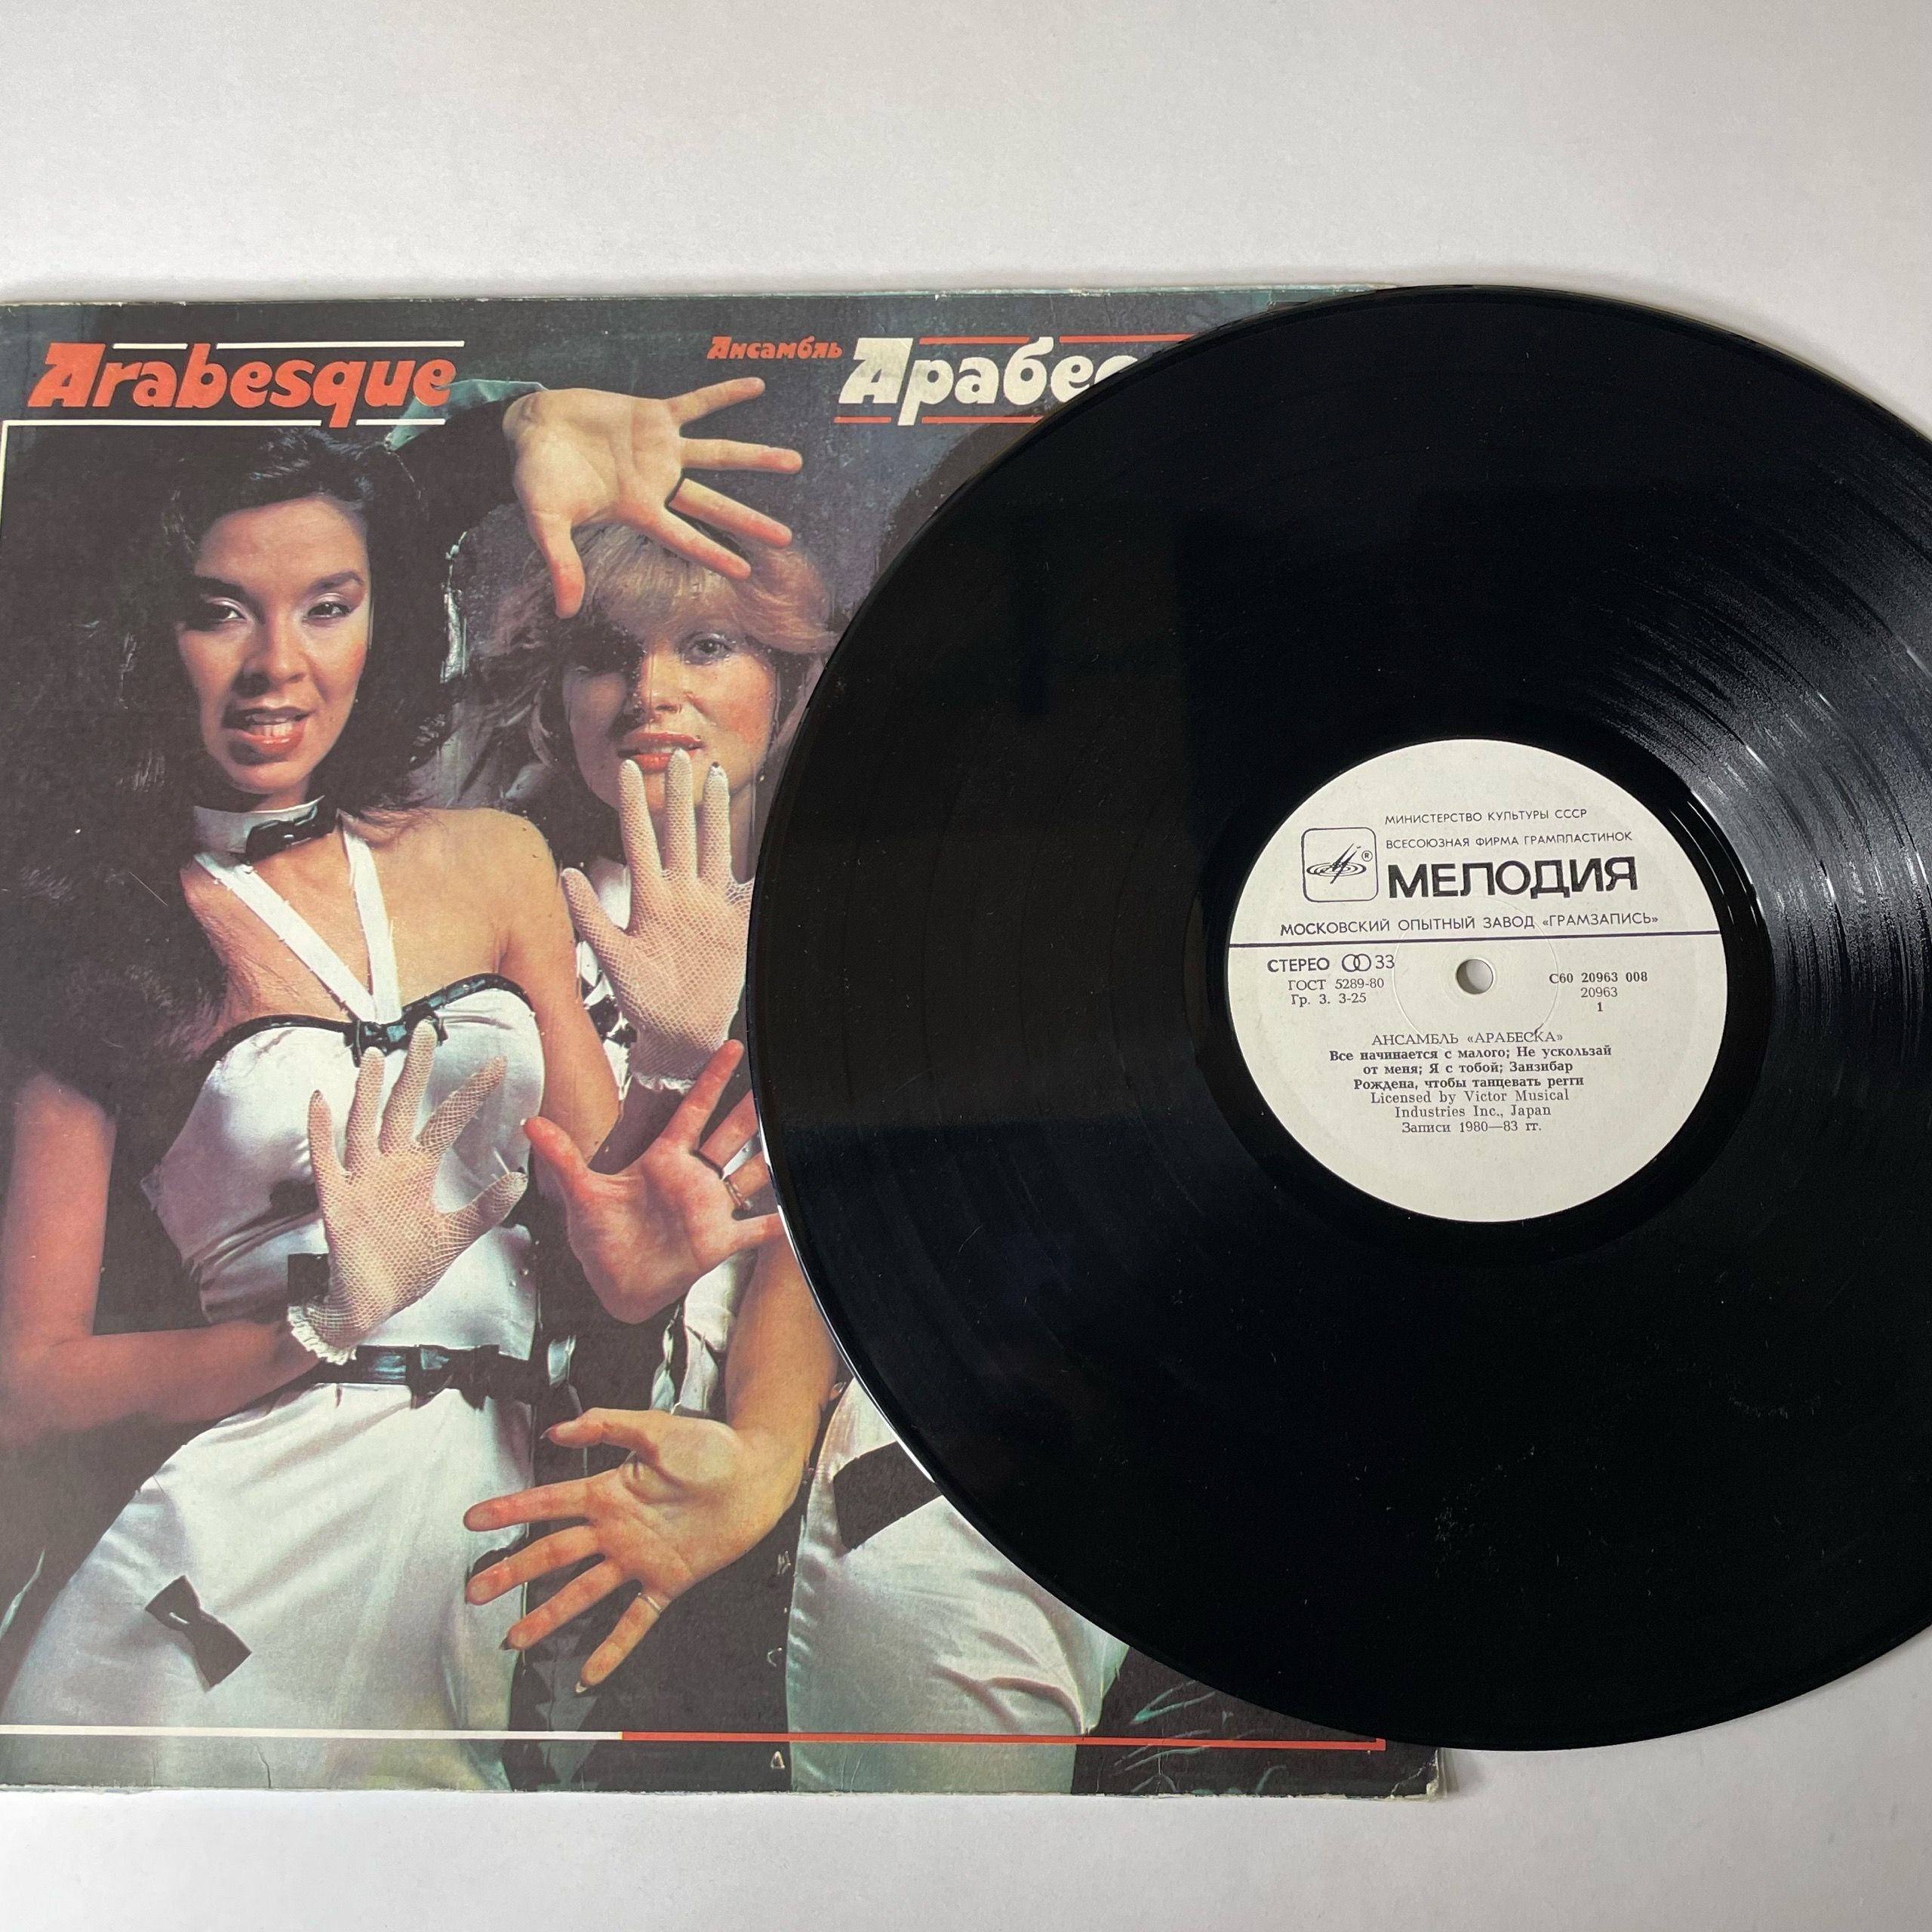 Arabesque
Ансамбль
МИНИСТЕРСТВО КУЛЬТУРЫ СССР
ВСЕСОЮЗНАЯ ФИРМА ГРАМПЛАСТИНОК
® МЕЛОДИЯ
МОСКОВСКИЙ ОПЫТНЫЙ ЗАВОД «ГРАМЗАПИСЬ»
СТЕРЕО 33
ГОСТ 5289-80
Гр. 3. 3-25
С60 20963 008
20963
1
АНСАМБЛЬ «АРАБЕСКА»
Все начинается с малого; Не ускользай
от меня; Я с тобой; Занзибар
Рождена, чтобы танцевать регги
Licensed by Victor Musical
Industries Inc., Japan
Записи 1980—83 гг.